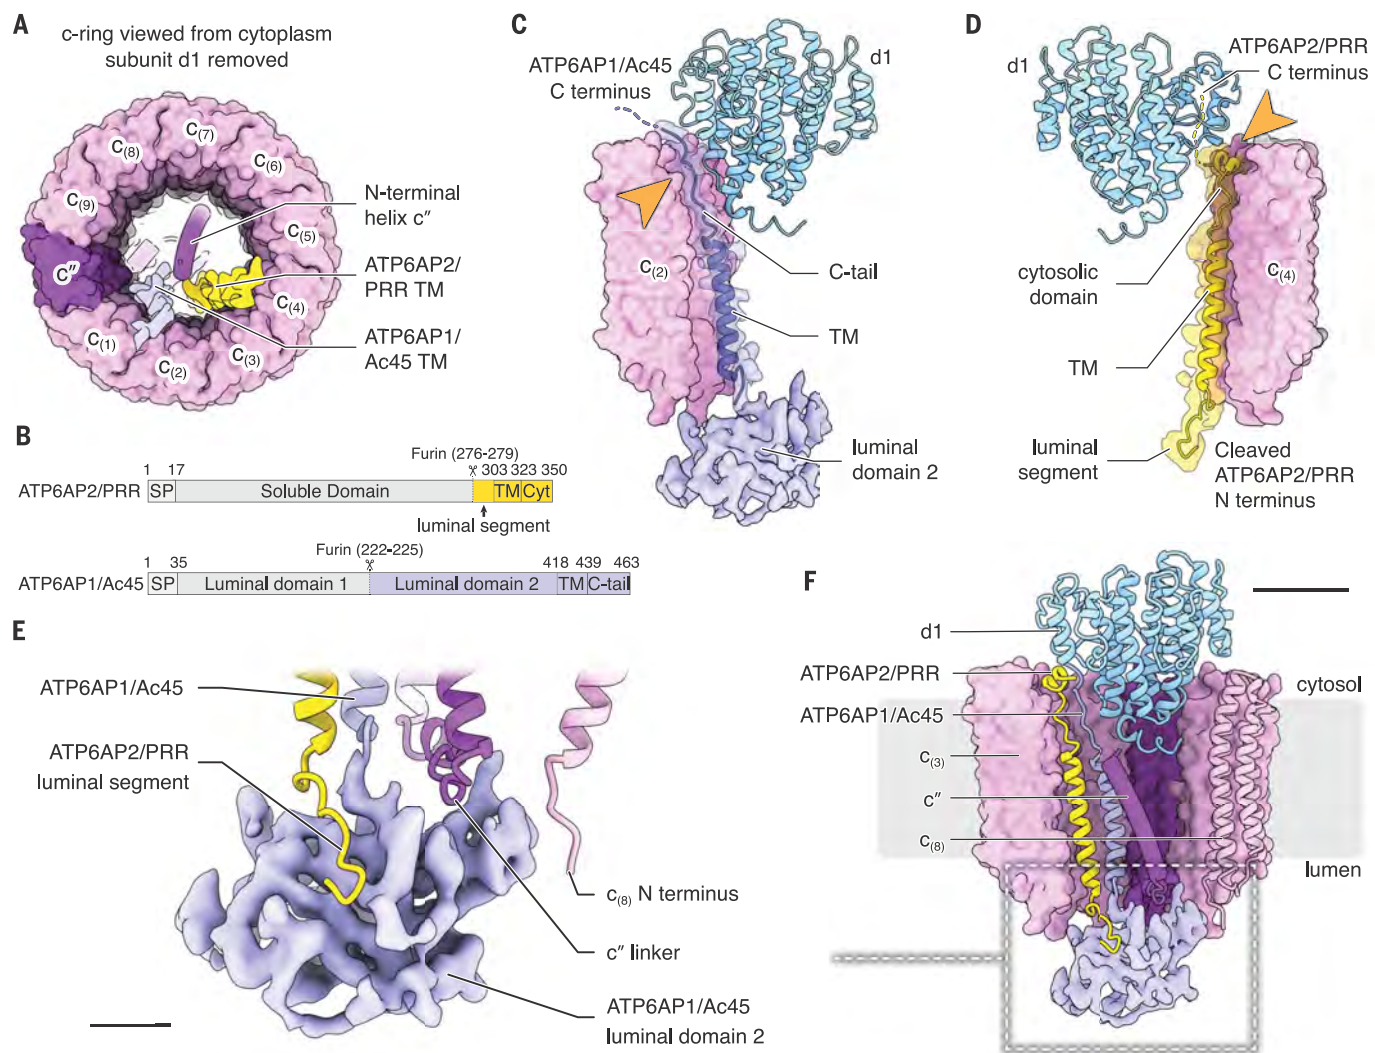 A
c-ring viewed from cytoplasm
subunit d1 removed
C(7)
C(8)
C(6)
C(9)
C(5)
C″
C(4)
C(1)
C(3)
C(2)
N-terminal
helix c″
ATP6AP2/
PRR TM
ATP6AP1/
Ac45 TM
B
Furin (276-279)
1 17 303 323 350
ATP6AP2/PRR SP Soluble Domain TM Cyt
luminal segment
Furin (222-225)
1 35 418 439 463
ATP6AP1/Ac45 SP Luminal domain 1 Luminal domain 2 TM C-tail
C
ATP6AP1/Ac45
C terminus
d1
C(2)
C-tail
TM
luminal
domain 2
D
ATP6AP2/PRR
C terminus
d1
cytosolic
domain
C(4)
TM
luminal
segment
Cleaved
ATP6AP2/PRR
N terminus
E
ATP6AP1/Ac45
ATP6AP2/PRR
luminal segment
c(8) N terminus
c″ linker
ATP6AP1/Ac45
luminal domain 2
F
d1
ATP6AP2/PRR
cytosol
ATP6AP1/Ac45
c(3)
c″
c(8)
lumen